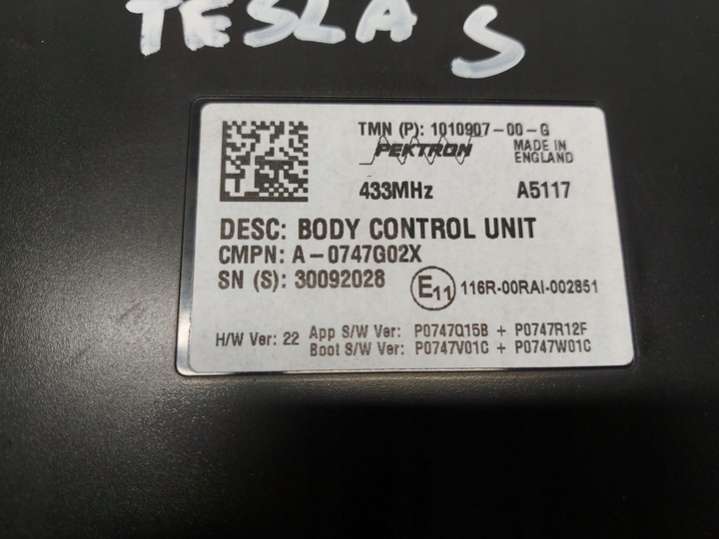 TESLA S
TMN (P): 1010907-00-G
PEKTRON
MADE IN
ENGLAND
433MHz A5117
DESC: BODY CONTROL UNIT
CMPN: A-0747G02X
SN (S): 30092028
E11 116R-00RAI-002851
H/W Ver: 22 App S/W Ver: P0747Q15B + P0747R12F
Boot S/W Ver: P0747V01C + P0747W01C